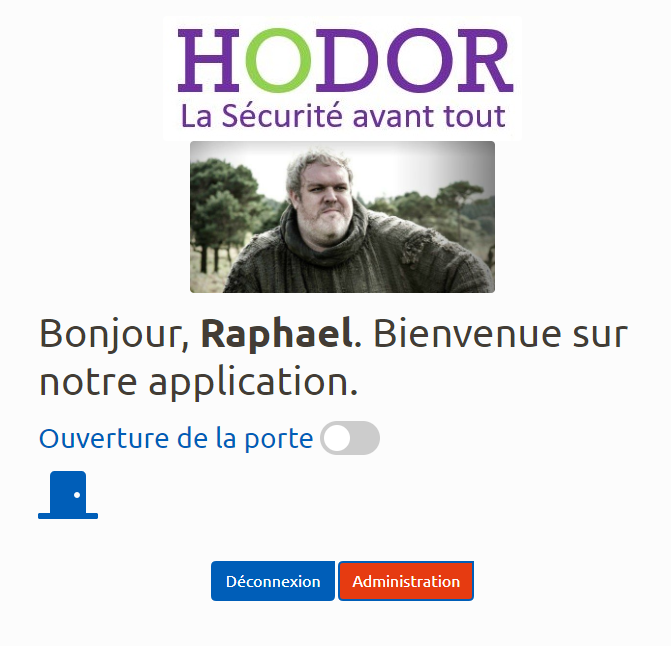 HODOR
La Sécurité avant tout
Bonjour, Raphael. Bienvenue sur
notre application.
Ouverture de la porte
Déconnexion
Administration